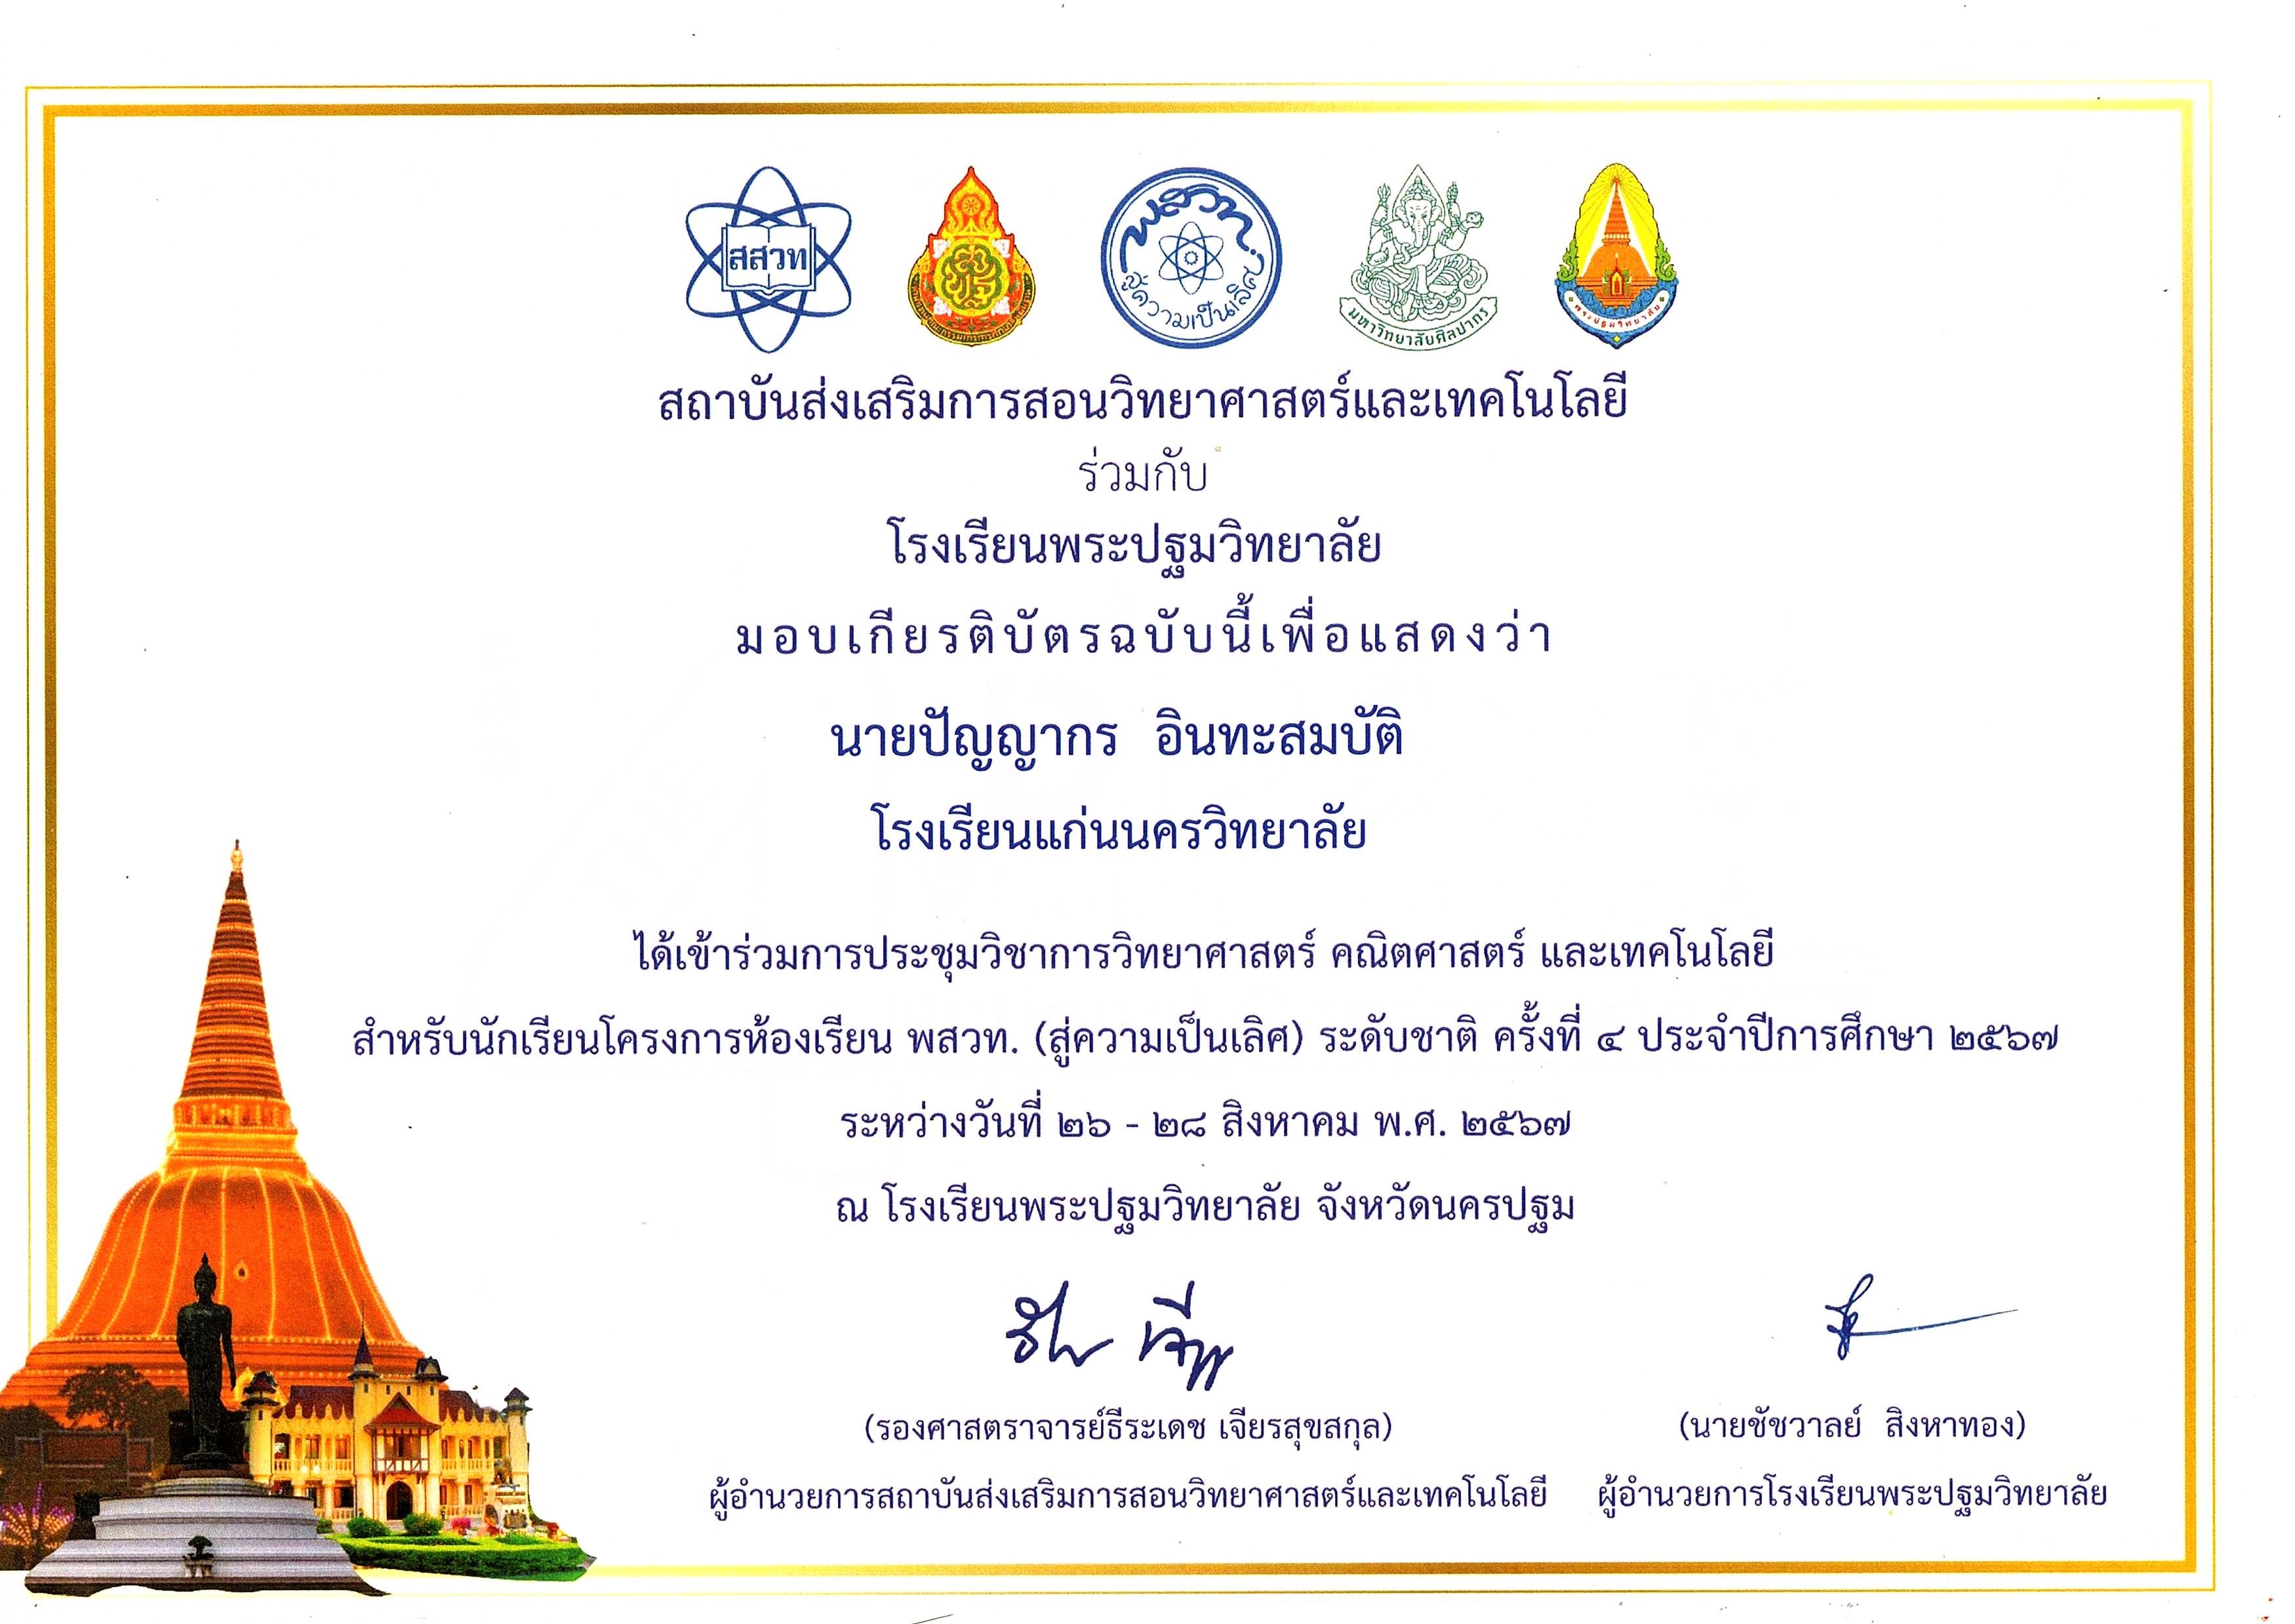 สสวท
พสวท.
สู่ความเป็นเลิศ
มหาวิทยาลัยศิลปากร
พระปฐมวิทยาลัย
สถาบันส่งเสริมการสอนวิทยาศาสตร์และเทคโนโลยี
ร่วมกับ
โรงเรียนพระปฐมวิทยาลัย
มอบเกียรติบัตรฉบับนี้เพื่อแสดงว่า
นายปัญญากร อินทะสมบัติ
โรงเรียนแก่นนครวิทยาลัย
ได้เข้าร่วมการประชุมวิชาการวิทยาศาสตร์ คณิตศาสตร์ และเทคโนโลยี
สำหรับนักเรียนโครงการห้องเรียน พสวท. (สู่ความเป็นเลิศ) ระดับชาติ ครั้งที่ ๔ ประจำปีการศึกษา ๒๕๖๗
ระหว่างวันที่ ๒๖ - ๒๘ สิงหาคม พ.ศ. ๒๕๖๗
ณ โรงเรียนพระปฐมวิทยาลัย จังหวัดนครปฐม
(รองศาสตราจารย์ธีระเดช เจียรสุขสกุล)
(นายชัชวาลย์ สิงหาทอง)
ผู้อำนวยการสถาบันส่งเสริมการสอนวิทยาศาสตร์และเทคโนโลยี
ผู้อำนวยการโรงเรียนพระปฐมวิทยาลัย